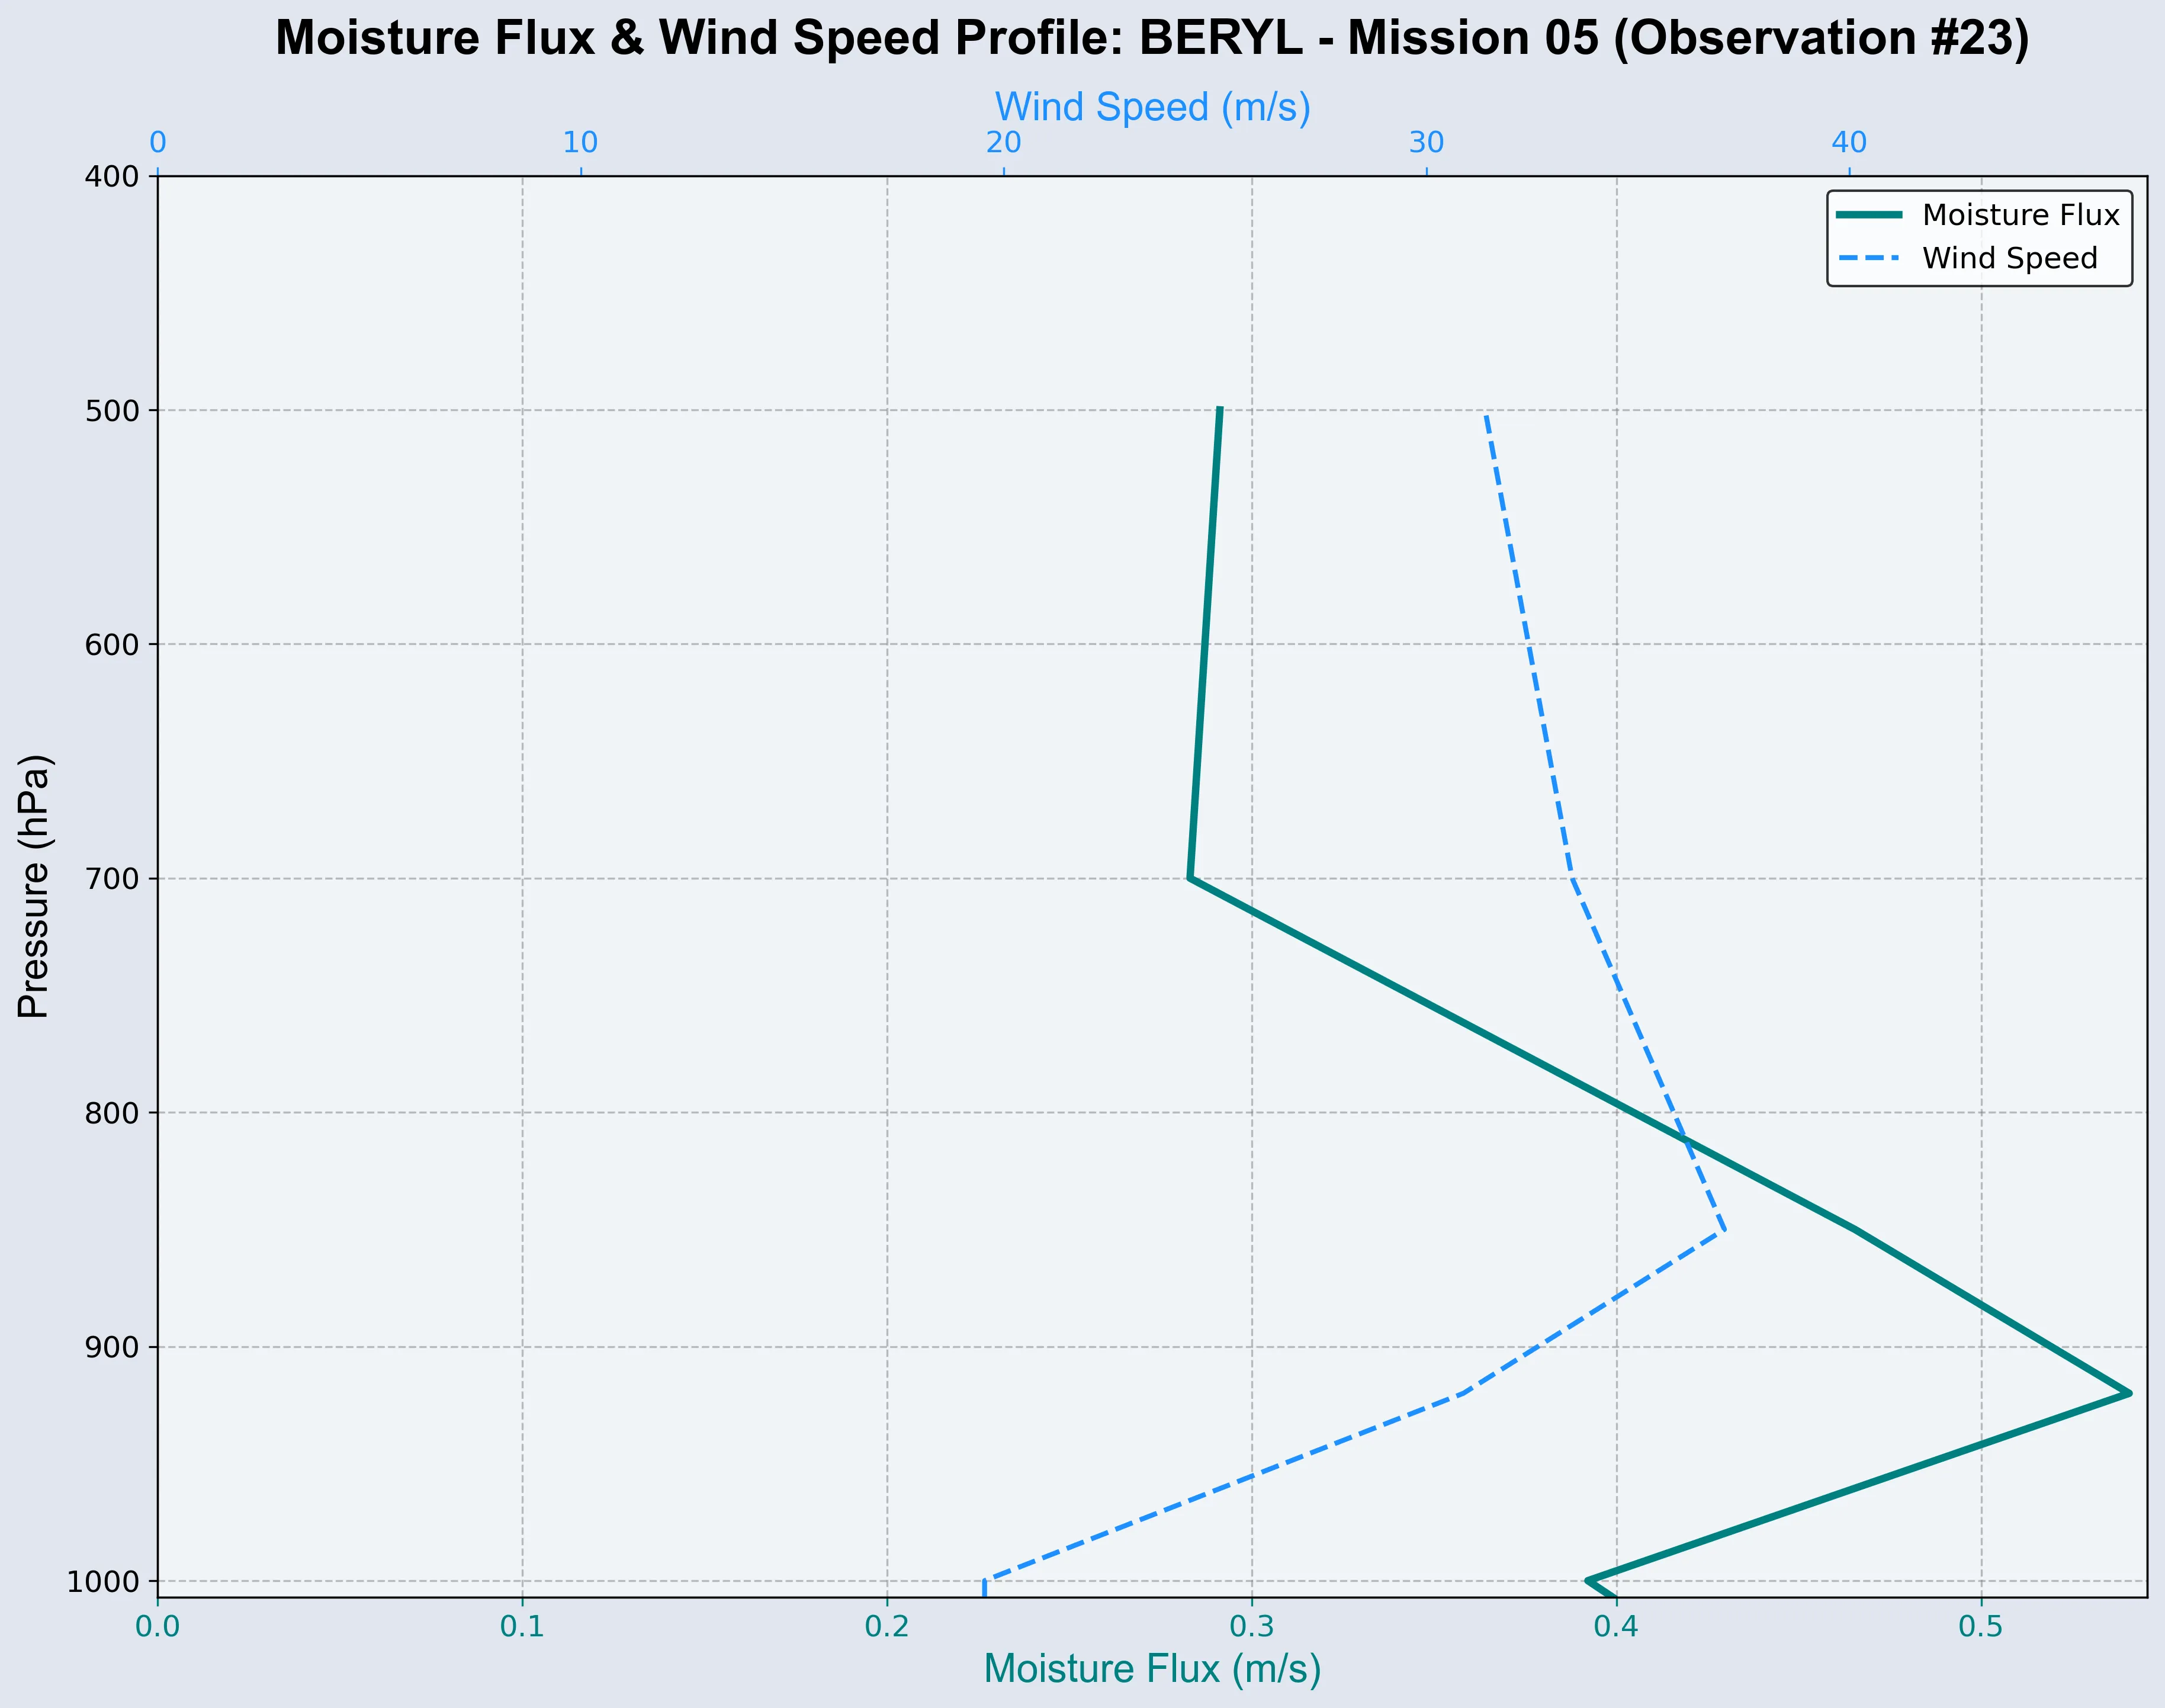 Moisture Flux & Wind Speed Profile: BERYL - Mission 05 (Observation #23)
Wind Speed (m/s)
0 10 20 30 40
Moisture Flux
Wind Speed
Pressure (hPa)
400
500
600
700
800
900
1000
0.0 0.1 0.2 0.3 0.4 0.5
Moisture Flux (m/s)